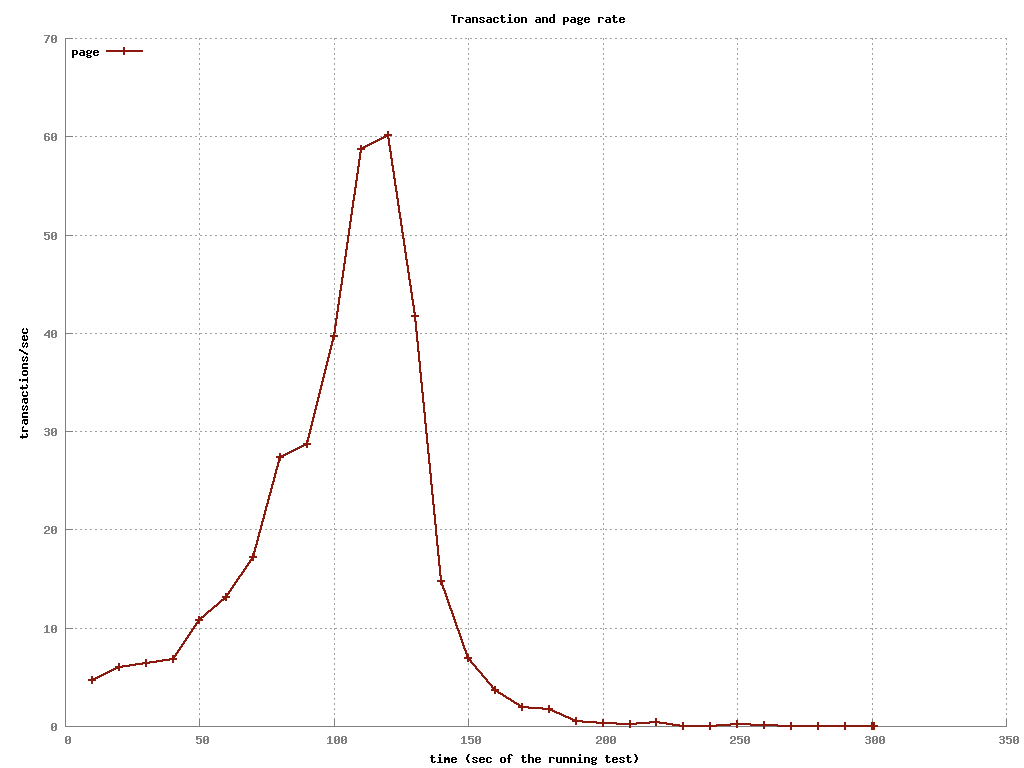 Transaction and page rate
70
page
60
50
40
30
20
10
0
transactions/sec
0 50 100 150 200 250 300 350
time (sec of the running test)